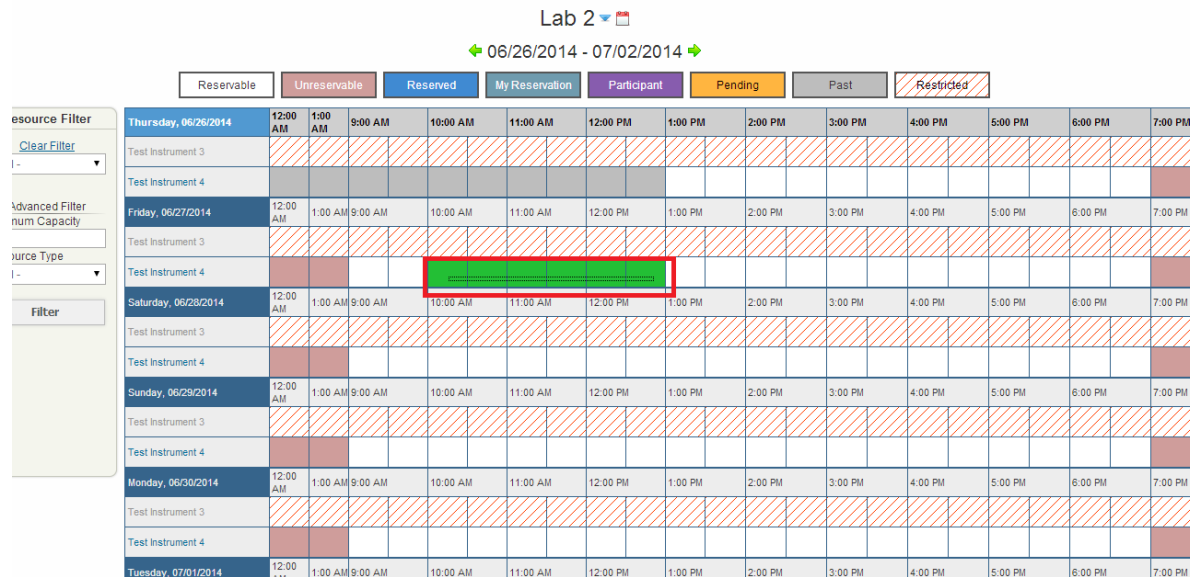 Lab 2
06/26/2014 - 07/02/2014
Reservable Unreservable Reserved My Reservation Participant Pending Past Restricted
esource Filter
Clear Filter
Advanced Filter
num Capacity
ource Type
Filter
Thursday, 06/26/2014 12:00 AM 1:00 AM 9:00 AM 10:00 AM 11:00 AM 12:00 PM 1:00 PM 2:00 PM 3:00 PM 4:00 PM 5:00 PM 6:00 PM 7:00 PM
Test Instrument 3
Test Instrument 4
Friday, 06/27/2014 12:00 AM 1:00 AM 9:00 AM 10:00 AM 11:00 AM 12:00 PM 1:00 PM 2:00 PM 3:00 PM 4:00 PM 5:00 PM 6:00 PM 7:00 PM
Test Instrument 3
Test Instrument 4
Saturday, 06/28/2014 12:00 AM 1:00 AM 9:00 AM 10:00 AM 11:00 AM 12:00 PM 1:00 PM 2:00 PM 3:00 PM 4:00 PM 5:00 PM 6:00 PM 7:00 PM
Test Instrument 3
Test Instrument 4
Sunday, 06/29/2014 12:00 AM 1:00 AM 9:00 AM 10:00 AM 11:00 AM 12:00 PM 1:00 PM 2:00 PM 3:00 PM 4:00 PM 5:00 PM 6:00 PM 7:00 PM
Test Instrument 3
Test Instrument 4
Monday, 06/30/2014 12:00 AM 1:00 AM 9:00 AM 10:00 AM 11:00 AM 12:00 PM 1:00 PM 2:00 PM 3:00 PM 4:00 PM 5:00 PM 6:00 PM 7:00 PM
Test Instrument 3
Test Instrument 4
Tuesday, 07/01/2014 12:00 AM 1:00 AM 9:00 AM 10:00 AM 11:00 AM 12:00 PM 1:00 PM 2:00 PM 3:00 PM 4:00 PM 5:00 PM 6:00 PM 7:00 PM